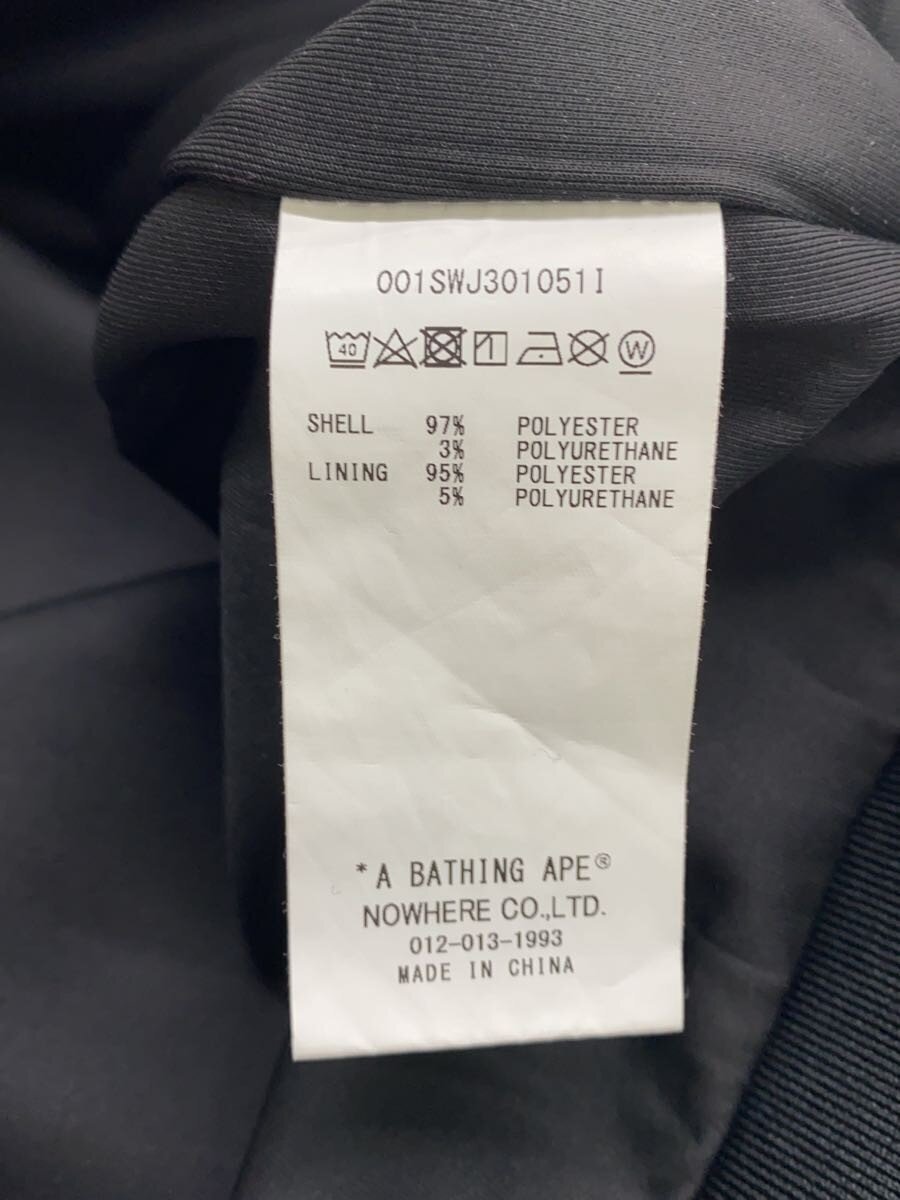 001SWJ301051I
40 W
SHELL 97% POLYESTER
3% POLYURETHANE
LINING 95% POLYESTER
5% POLYURETHANE
*A BATHING APE®
NOWHERE CO.,LTD.
012-013-1993
MADE IN CHINA